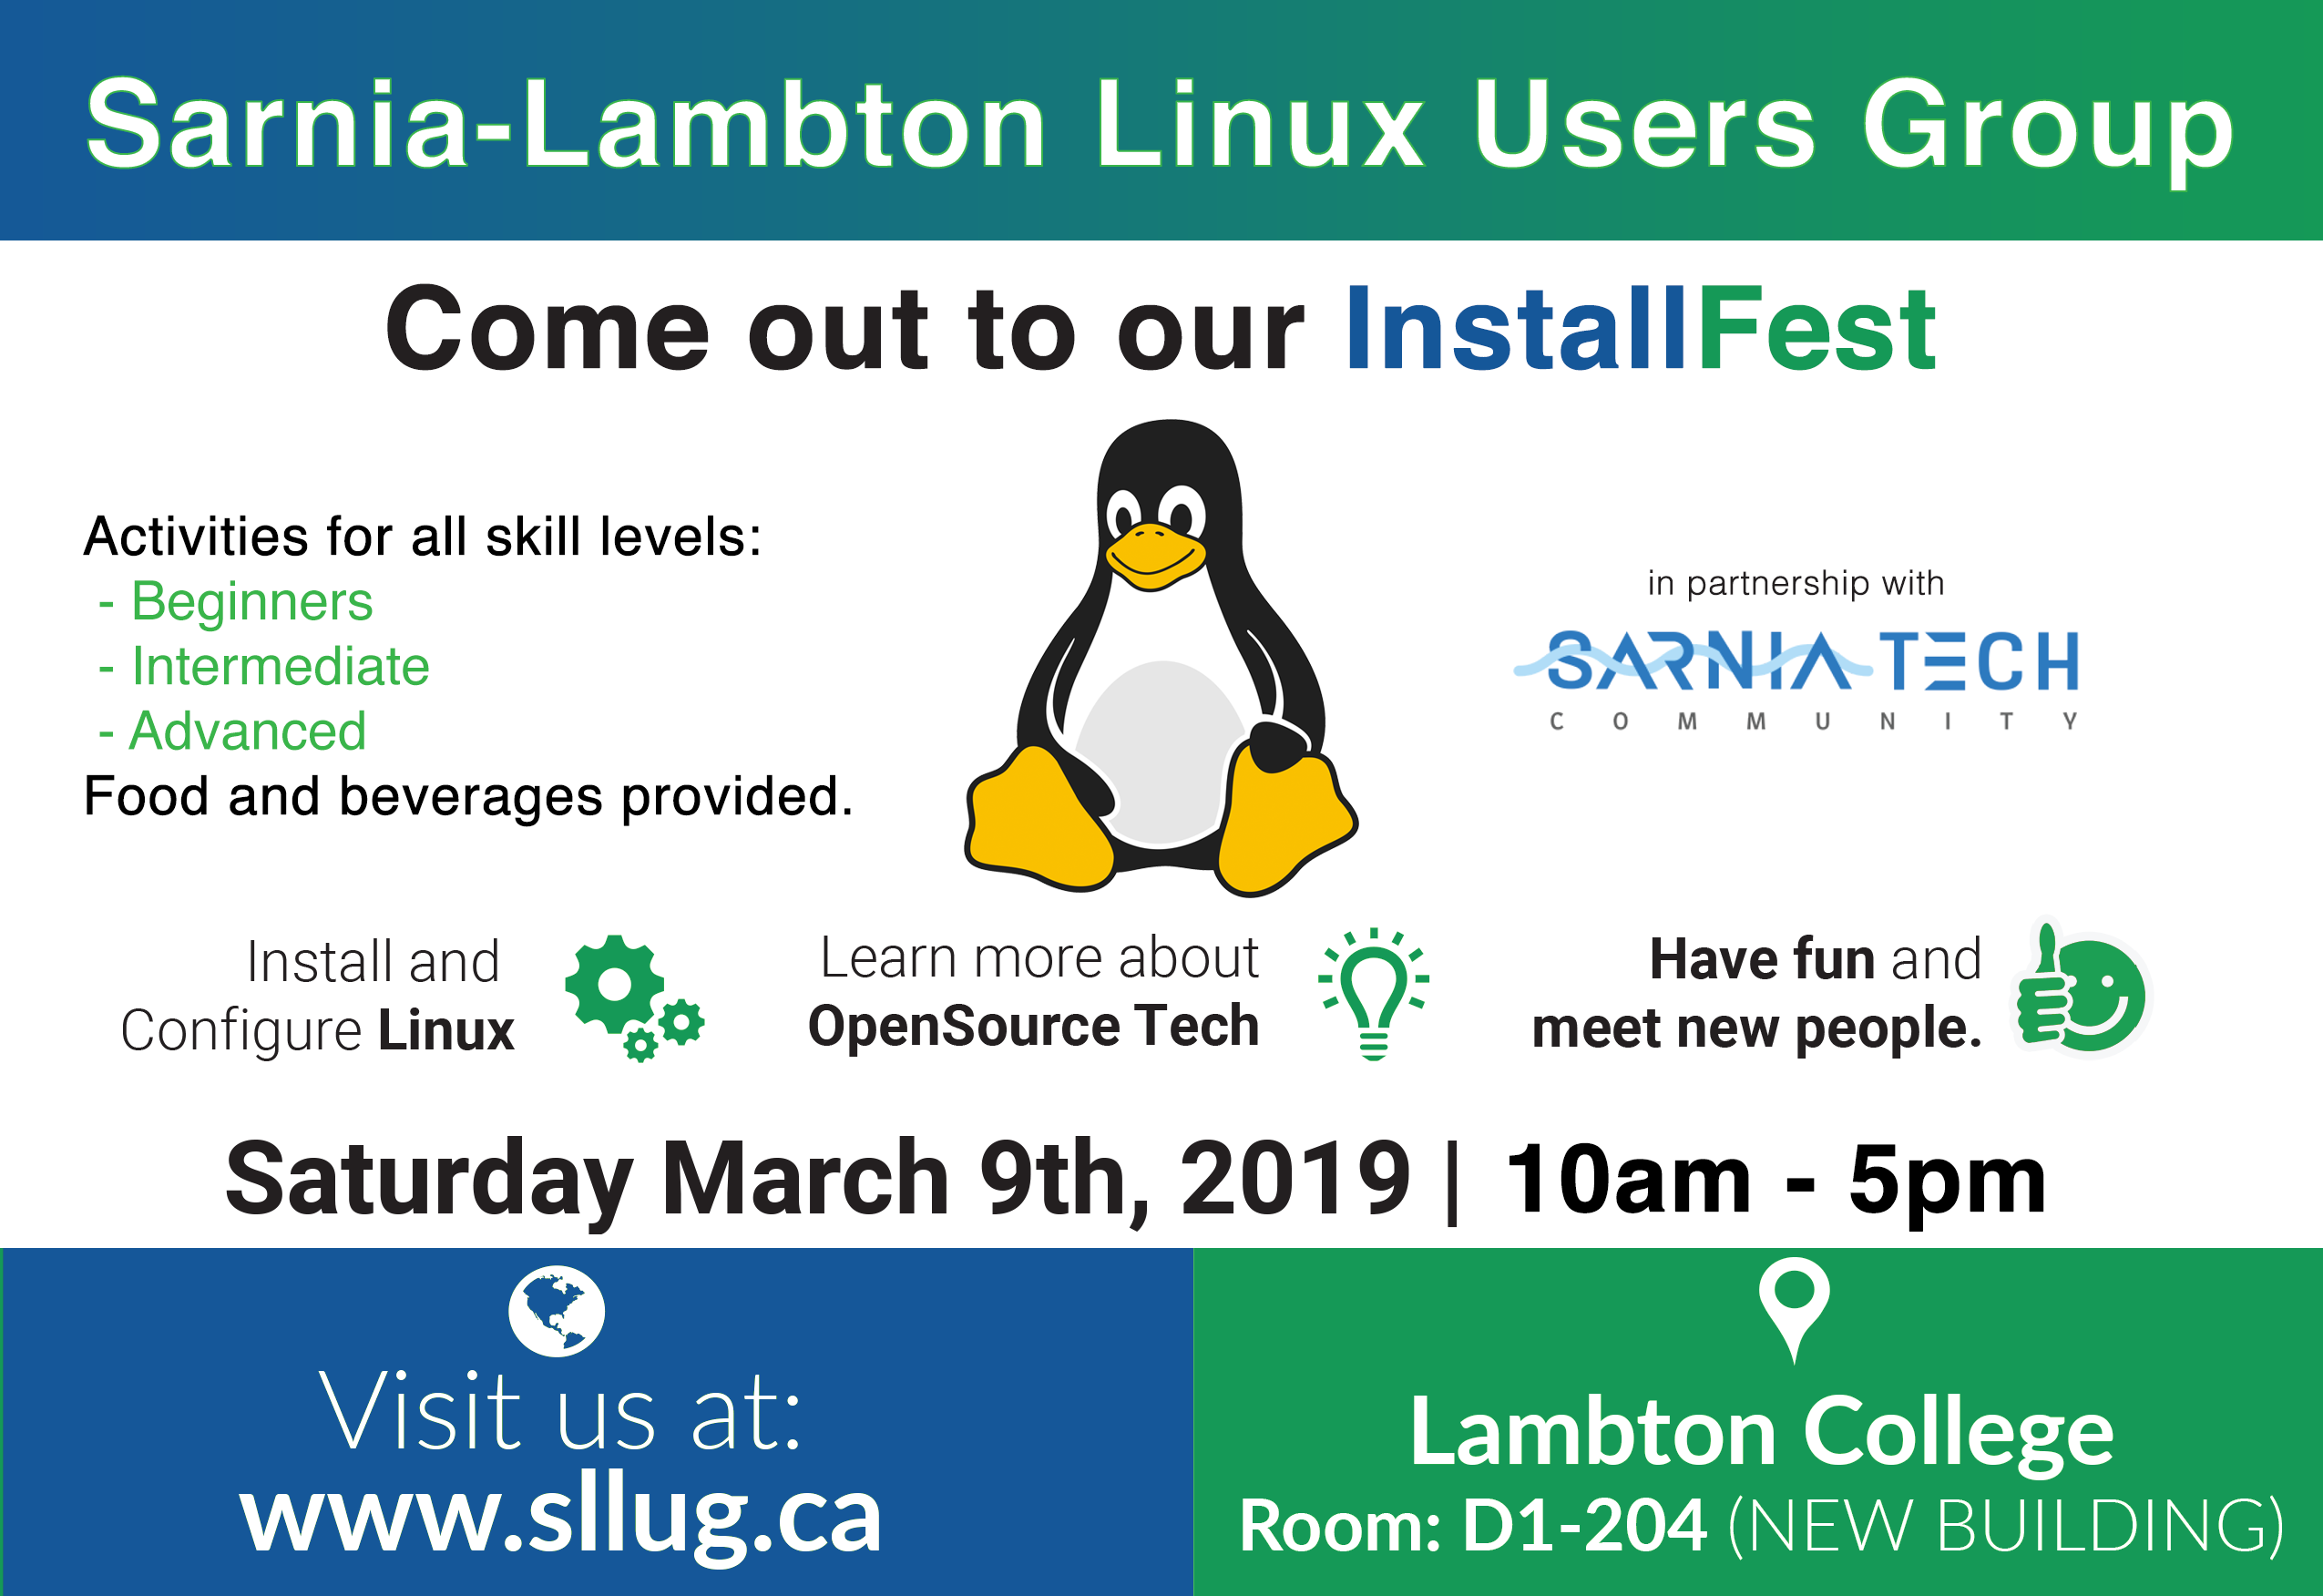 Sarnia-Lambton Linux Users Group
Come out to our InstallFest
Activities for all skill levels:
- Beginners
- Intermediate
- Advanced
Food and beverages provided.
in partnership with
SARNIA TECH
COMMUNITY
Install and
Configure Linux
Learn more about
OpenSource Tech
Have fun and
meet new people.
Saturday March 9th, 2019 | 10am - 5pm
Visit us at:
www.sllug.ca
Lambton College
Room: D1-204 (NEW BUILDING)